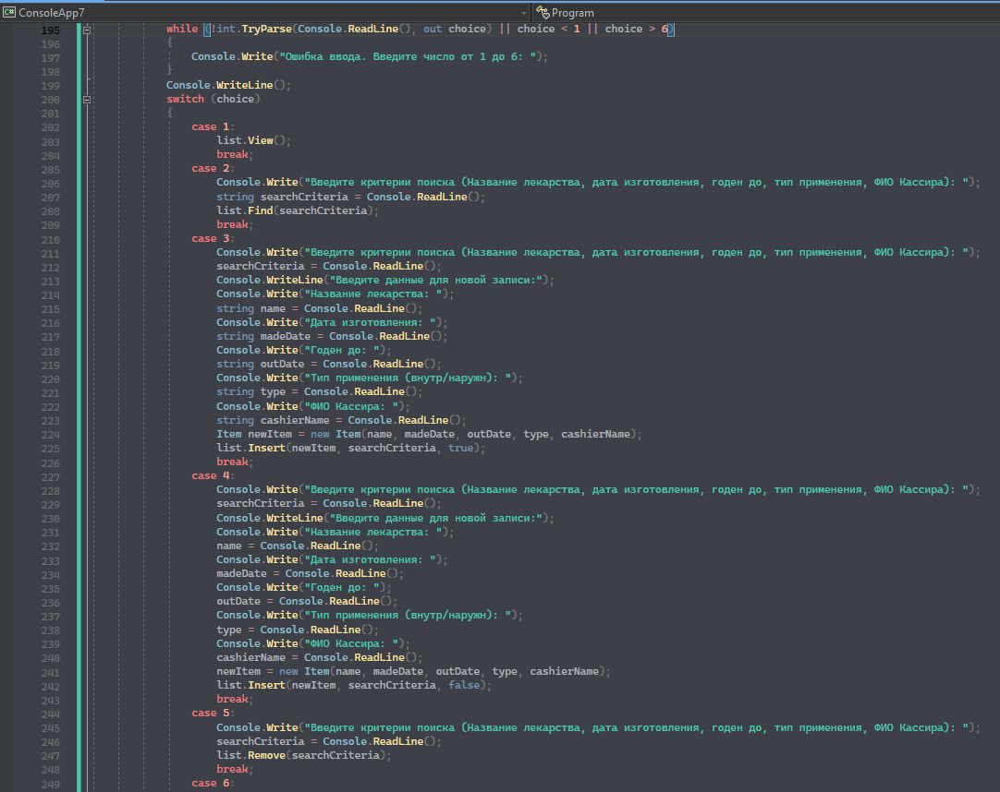 C# ConsoleApp7 Program
195 while (!int.TryParse(Console.ReadLine(), out choice) || choice < 1 || choice > 6)
196 {
197 Console.Write("Ошибка ввода. Введите число от 1 до 6: ");
198 }
199 Console.WriteLine();
200 switch (choice)
201 {
202 case 1:
203 list.View();
204 break;
205 case 2:
206 Console.Write("Введите критерии поиска (Название лекарства, дата изготовления, годен до, тип применения, ФИО Кассира): ");
207 string searchCriteria = Console.ReadLine();
208 list.Find(searchCriteria);
209 break;
210 case 3:
211 Console.Write("Введите критерии поиска (Название лекарства, дата изготовления, годен до, тип применения, ФИО Кассира): ");
212 searchCriteria = Console.ReadLine();
213 Console.WriteLine("Введите данные для новой записи:");
214 Console.Write("Название лекарства: ");
215 string name = Console.ReadLine();
216 Console.Write("Дата изготовления: ");
217 string madeDate = Console.ReadLine();
218 Console.Write("Годен до: ");
219 string outDate = Console.ReadLine();
220 Console.Write("Тип применения (внутр/наружн): ");
221 string type = Console.ReadLine();
222 Console.Write("ФИО Кассира: ");
223 string cashierName = Console.ReadLine();
224 Item newItem = new Item(name, madeDate, outDate, type, cashierName);
225 list.Insert(newItem, searchCriteria, true);
226 break;
227 case 4:
228 Console.Write("Введите критерии поиска (Название лекарства, дата изготовления, годен до, тип применения, ФИО Кассира): ");
229 searchCriteria = Console.ReadLine();
230 Console.WriteLine("Введите данные для новой записи:");
231 Console.Write("Название лекарства: ");
232 name = Console.ReadLine();
233 Console.Write("Дата изготовления: ");
234 madeDate = Console.ReadLine();
235 Console.Write("Годен до: ");
236 outDate = Console.ReadLine();
237 Console.Write("Тип применения (внутр/наружн): ");
238 type = Console.ReadLine();
239 Console.Write("ФИО Кассира: ");
240 cashierName = Console.ReadLine();
241 newItem = new Item(name, madeDate, outDate, type, cashierName);
242 list.Insert(newItem, searchCriteria, false);
243 break;
244 case 5:
245 Console.Write("Введите критерии поиска (Название лекарства, дата изготовления, годен до, тип применения, ФИО Кассира): ");
246 searchCriteria = Console.ReadLine();
247 list.Remove(searchCriteria);
248 break;
249 case 6: